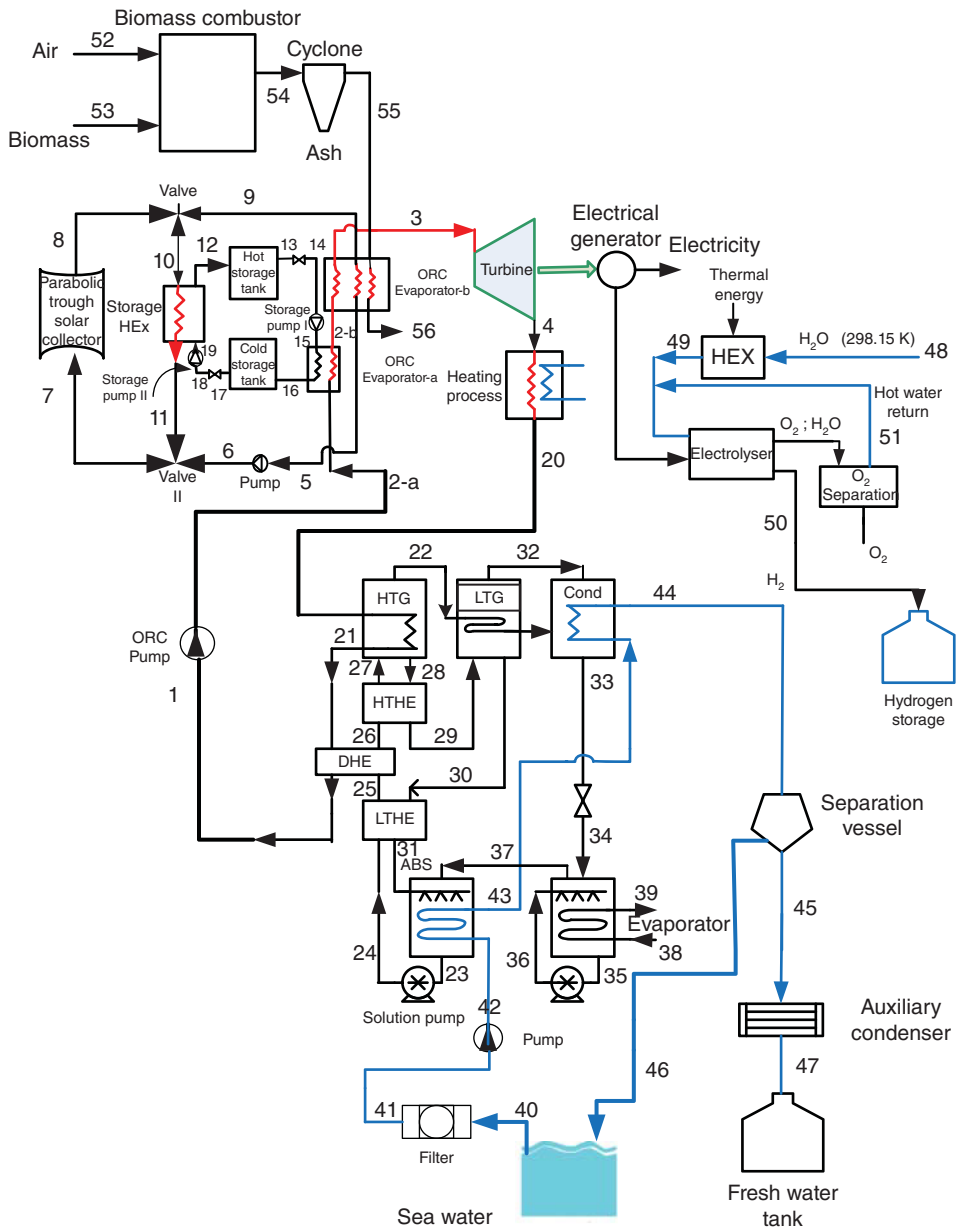 Biomass combustor
Air
52
Cyclone
54
55
53
Biomass
Ash
Valve
9
3
8
10
12
13
14
Hot
storage
tank
Parabolic
trough
solar
collector
Storage
HEx
Storage
pump I
15
2-b
ORC
Evaporator-b
56
ORC
Evaporator-a
19
18
17
Cold
storage
tank
16
Storage
pump II
7
11
6
Pump
5
Valve
II
2-a
Turbine
Electrical
generator
Electricity
4
Heating
process
20
Thermal
energy
49
HEX
H2O (298.15 K)
48
Hot water
return
51
O2 ; H2O
Electrolyser
O2
Separation
50
O2
H2
Hydrogen
storage
22
32
HTG
LTG
Cond
44
21
27
28
33
ORC
Pump
1
HTHE
26
29
DHE
25
30
LTHE
31
ABS
37
34
43
39
Evaporator
38
24
23
36
35
Solution pump
42
Pump
Separation
vessel
45
46
Auxiliary
condenser
47
41
40
Filter
Sea water
Fresh water
tank